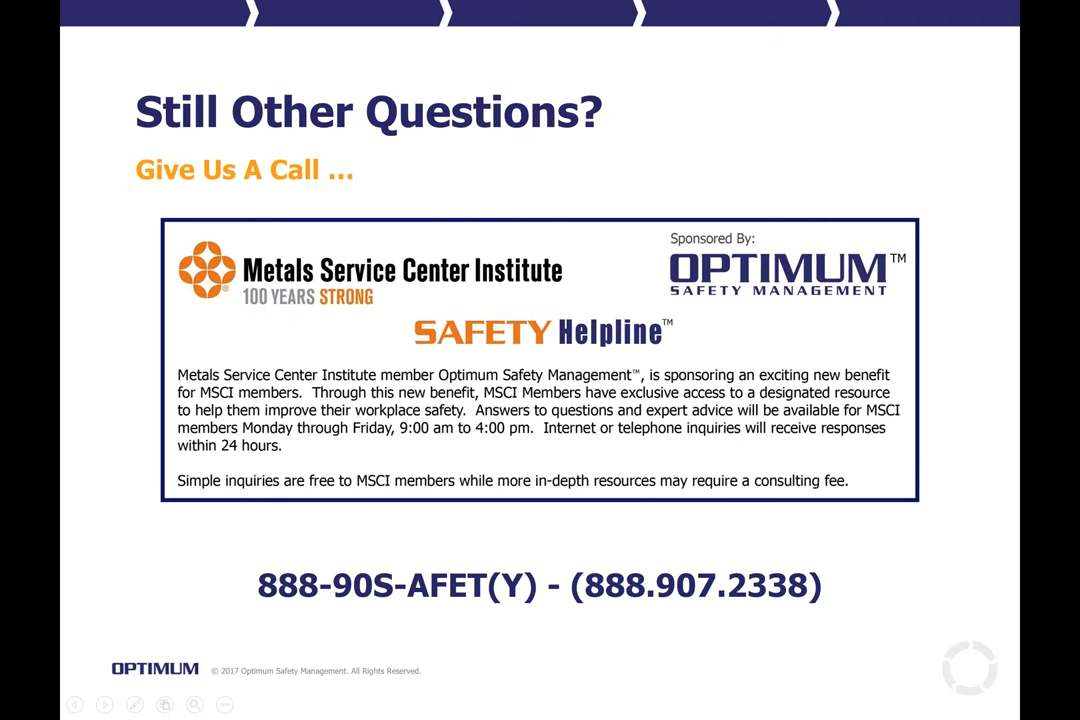 Still Other Questions?
Give Us A Call ...
Sponsored By:
Metals Service Center Institute
100 YEARS STRONG
®
OPTIMUM™
SAFETY MANAGEMENT
SAFETY Helpline™
Metals Service Center Institute member Optimum Safety Management™, is sponsoring an exciting new benefit
for MSCI members.  Through this new benefit, MSCI Members have exclusive access to a designated resource
to help them improve their workplace safety.  Answers to questions and expert advice will be available for MSCI
members Monday through Friday, 9:00 am to 4:00 pm.  Internet or telephone inquiries will receive responses
within 24 hours.
Simple inquiries are free to MSCI members while more in-depth resources may require a consulting fee.
888-90S-AFET(Y) - (888.907.2338)
OPTIMUM © 2017 Optimum Safety Management. All Rights Reserved.